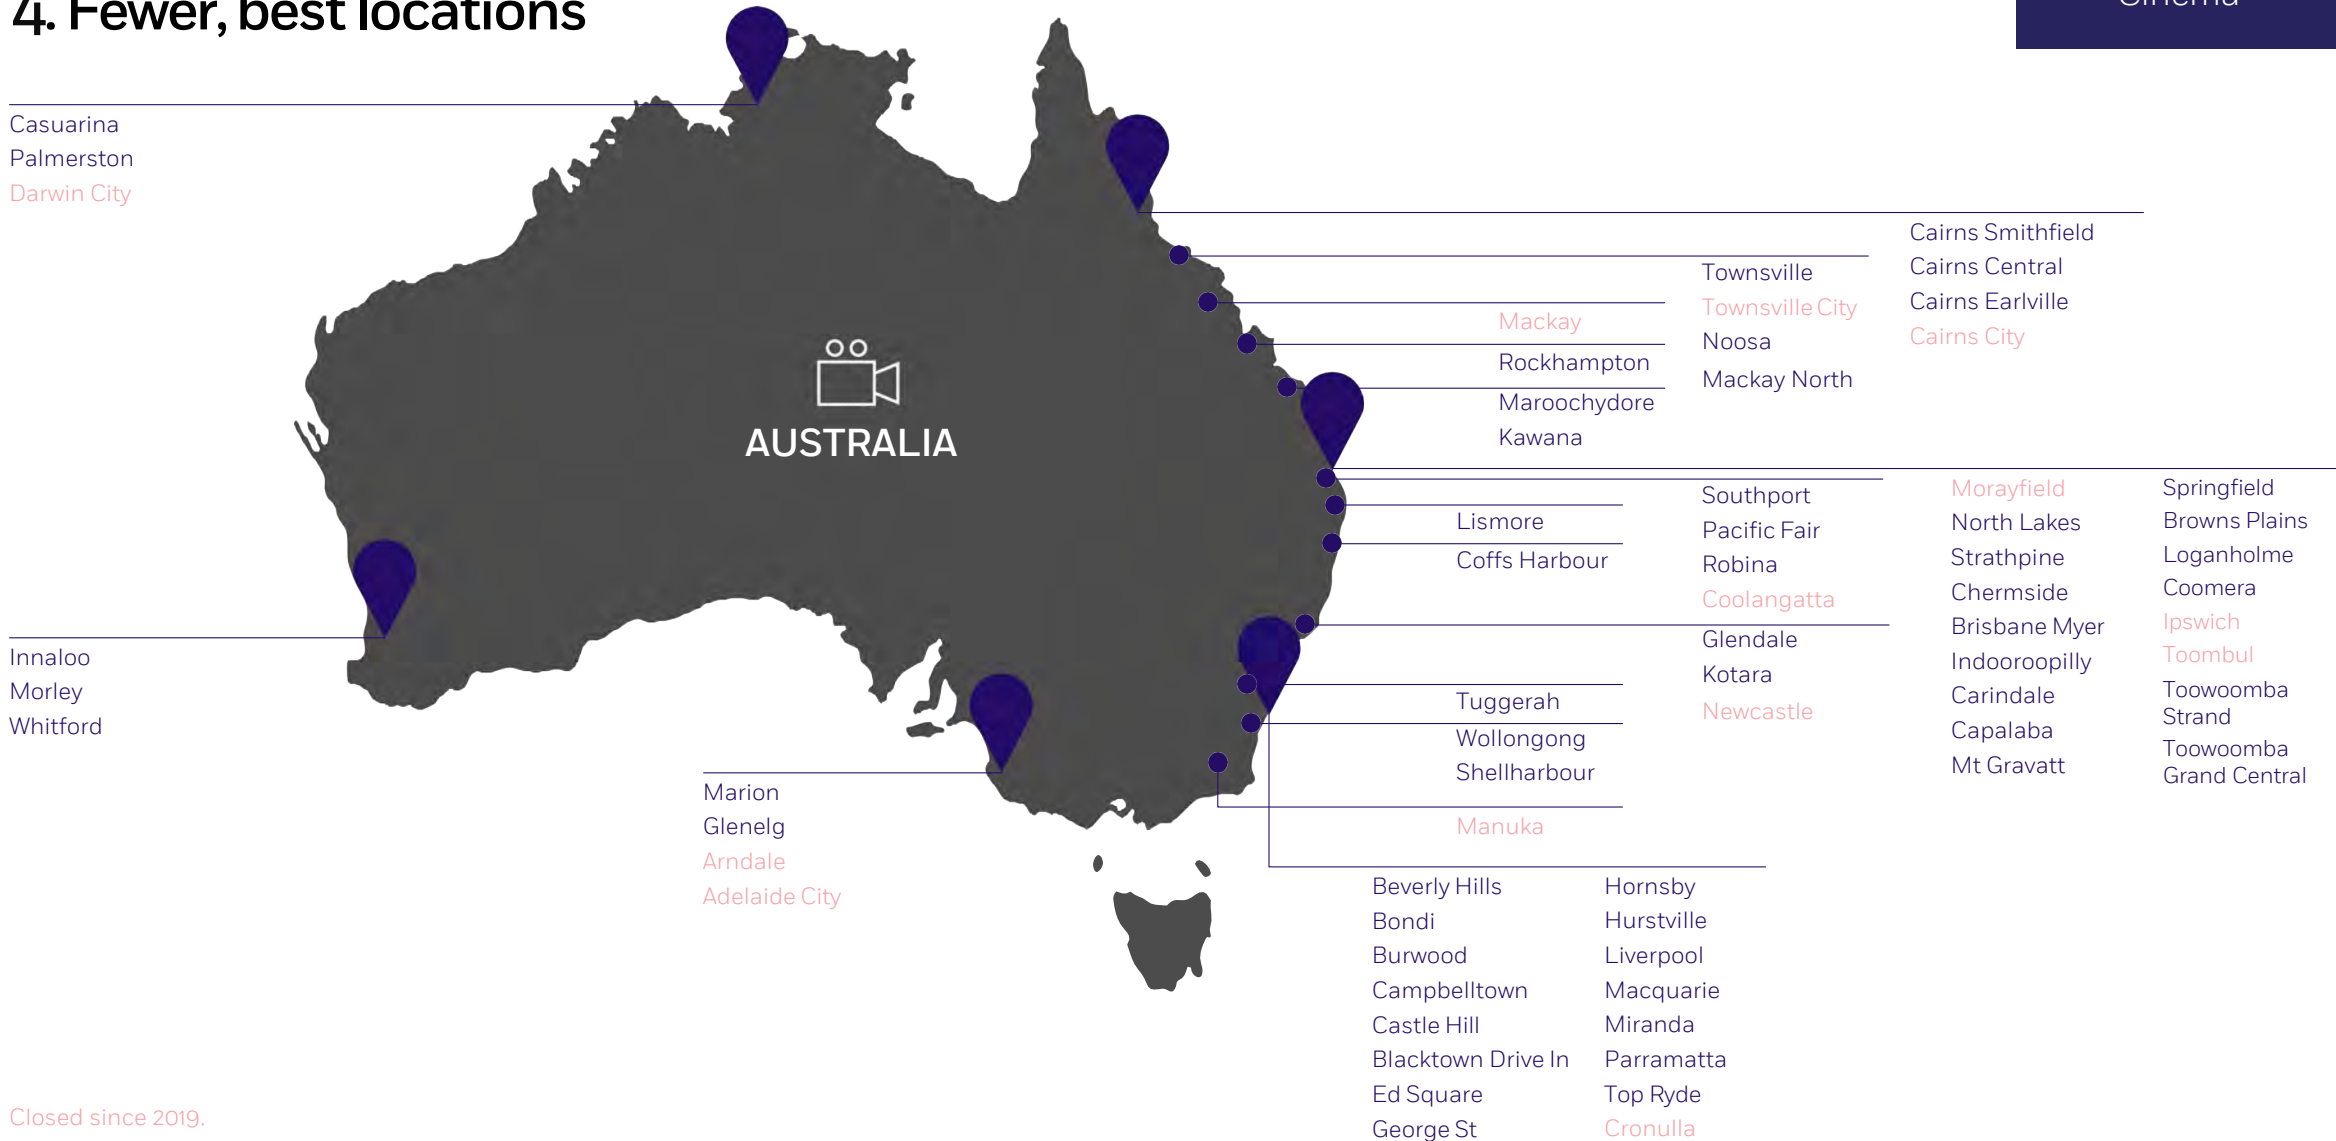 4. Fewer, best locations
Cinema
Casuarina
Palmerston
Darwin City
Cairns Smithfield
Cairns Central
Cairns Earlville
Cairns City
Townsville
Townsville City
Noosa
Mackay North
Mackay
Rockhampton
Maroochydore
Kawana
AUSTRALIA
Southport
Pacific Fair
Robina
Coolangatta
Morayfield
North Lakes
Strathpine
Chermside
Brisbane Myer
Indooroopilly
Carindale
Capalaba
Mt Gravatt
Springfield
Browns Plains
Loganholme
Coomera
Ipswich
Toombul
Toowoomba
Strand
Toowoomba
Grand Central
Lismore
Coffs Harbour
Glendale
Kotara
Newcastle
Innaloo
Morley
Whitford
Tuggerah
Wollongong
Shellharbour
Manuka
Marion
Glenelg
Arndale
Adelaide City
Beverly Hills
Bondi
Burwood
Campbelltown
Castle Hill
Blacktown Drive In
Ed Square
George St
Hornsby
Hurstville
Liverpool
Macquarie
Miranda
Parramatta
Top Ryde
Cronulla
Closed since 2019.